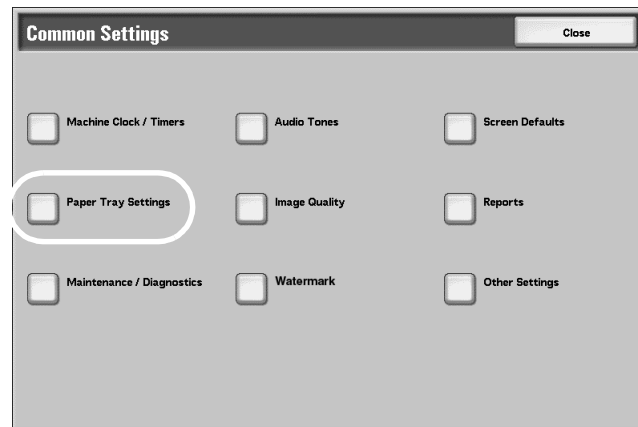 Common Settings
Close
Machine Clock / Timers
Audio Tones
Screen Defaults
Paper Tray Settings
Image Quality
Reports
Maintenance / Diagnostics
Watermark
Other Settings